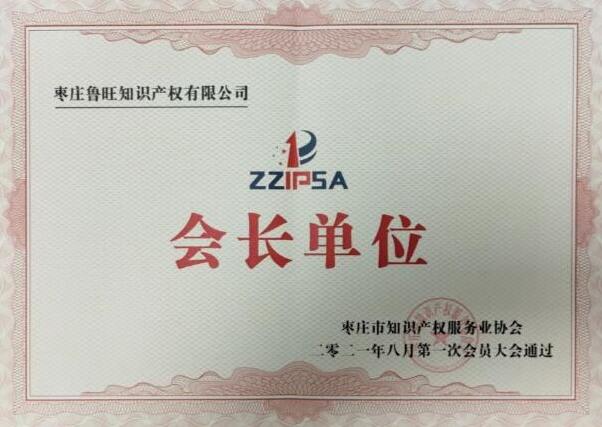 枣庄鲁旺知识产权有限公司
ZZIPSA
会长单位
枣庄市知识产权服务业协会
二零二一年八月第一次会员大会通过